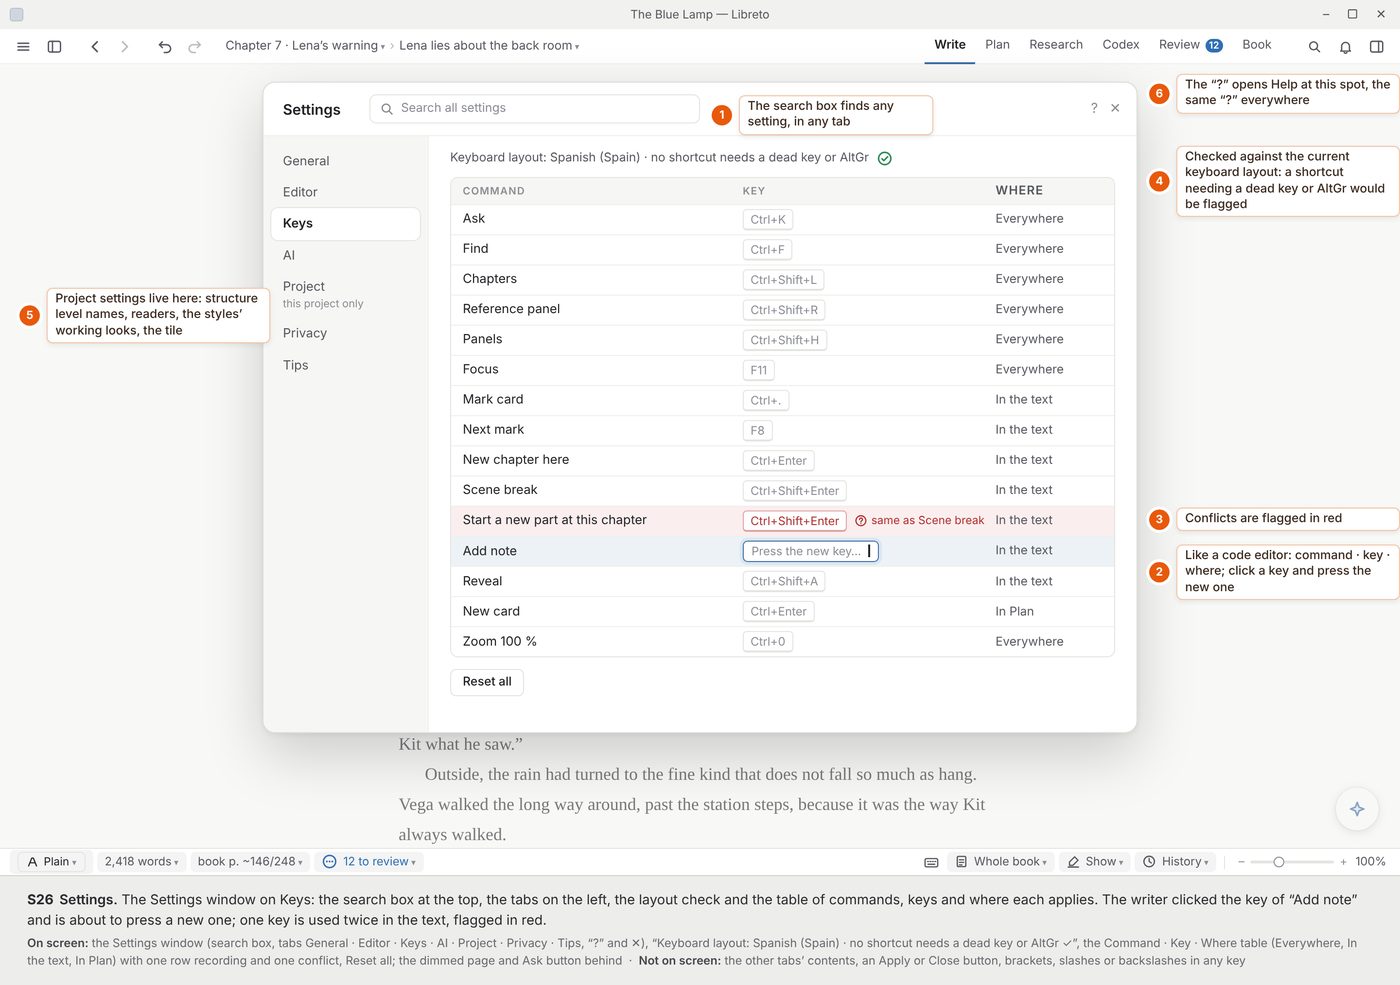 The Blue Lamp — Libreto
Chapter 7 · Lena’s warning › Lena lies about the back room
Write Plan Research Codex Review 12 Book
Settings
Search all settings
1
The search box finds any
setting, in any tab
?
6
The “?” opens Help at this spot, the
same “?” everywhere
General
Editor
Keys
AI
Project
this project only
Privacy
Tips
Keyboard layout: Spanish (Spain) · no shortcut needs a dead key or AltGr
4
Checked against the current
keyboard layout: a shortcut
needing a dead key or AltGr would
be flagged
5
Project settings live here: structure
level names, readers, the styles’
working looks, the tile
COMMAND KEY WHERE
Ask Ctrl+K Everywhere
Find Ctrl+F Everywhere
Chapters Ctrl+Shift+L Everywhere
Reference panel Ctrl+Shift+R Everywhere
Panels Ctrl+Shift+H Everywhere
Focus F11 Everywhere
Mark card Ctrl+. In the text
Next mark F8 In the text
New chapter here Ctrl+Enter In the text
Scene break Ctrl+Shift+Enter In the text
Start a new part at this chapter Ctrl+Shift+Enter same as Scene break In the text
Add note Press the new key… In the text
Reveal Ctrl+Shift+A In the text
New card Ctrl+Enter In Plan
Zoom 100 % Ctrl+0 Everywhere
3
Conflicts are flagged in red
2
Like a code editor: command · key ·
where; click a key and press the
new one
Reset all
Kit what he saw.”
Outside, the rain had turned to the fine kind that does not fall so much as hang.
Vega walked the long way around, past the station steps, because it was the way Kit
always walked.
Plain 2,418 words book p. ~146/248 12 to review Whole book Show History − + 100%
S26 Settings. The Settings window on Keys: the search box at the top, the tabs on the left, the layout check and the table of commands, keys and where each applies. The writer clicked the key of “Add note”
and is about to press a new one; one key is used twice in the text, flagged in red.
On screen: the Settings window (search box, tabs General · Editor · Keys · AI · Project · Privacy · Tips, “?” and ✕), “Keyboard layout: Spanish (Spain) · no shortcut needs a dead key or AltGr ✓”, the Command · Key · Where table (Everywhere, In
the text, In Plan) with one row recording and one conflict, Reset all; the dimmed page and Ask button behind · Not on screen: the other tabs’ contents, an Apply or Close button, brackets, slashes or backslashes in any key